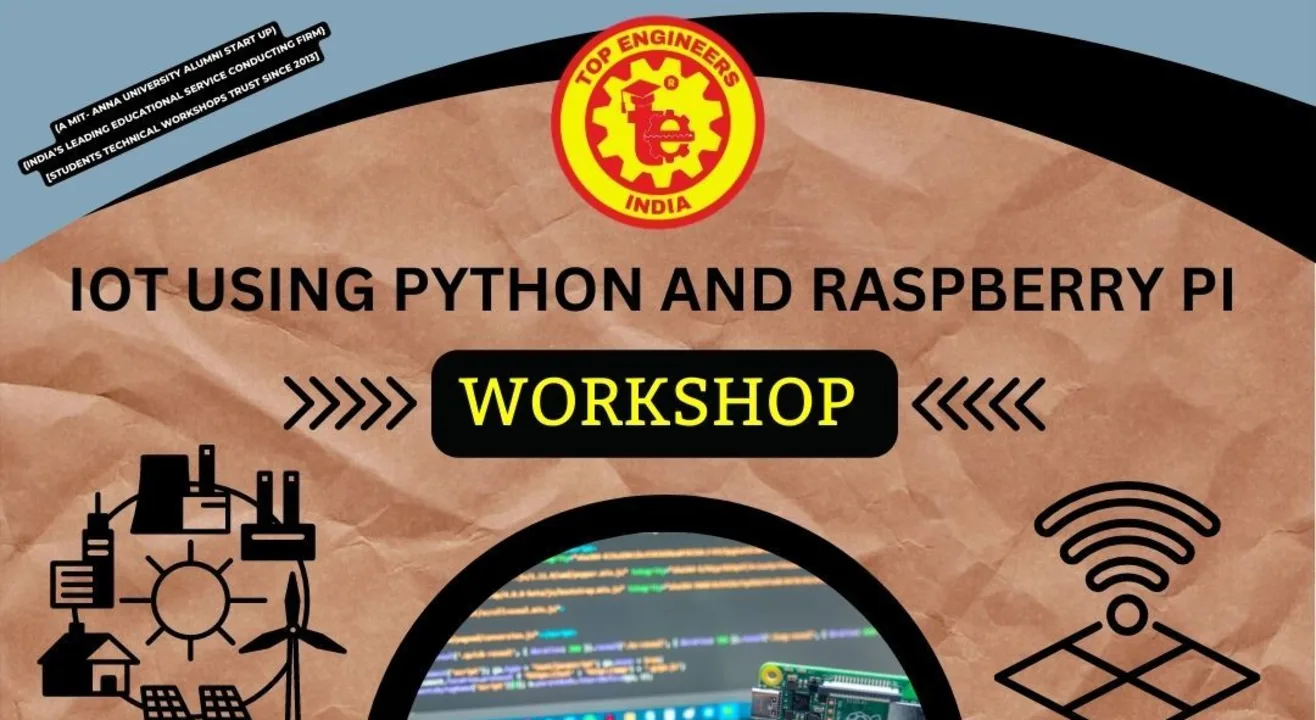 (A MIT- ANNA UNIVERSITY ALUMNI START UP)
(INDIA'S LEADING EDUCATIONAL SERVICE CONDUCTING FIRM)
[STUDENTS TECHNICAL WORKSHOPS TRUST SINCE 2013]
TOP ENGINEERS
®
INDIA
IOT USING PYTHON AND RASPBERRY PI
WORKSHOP